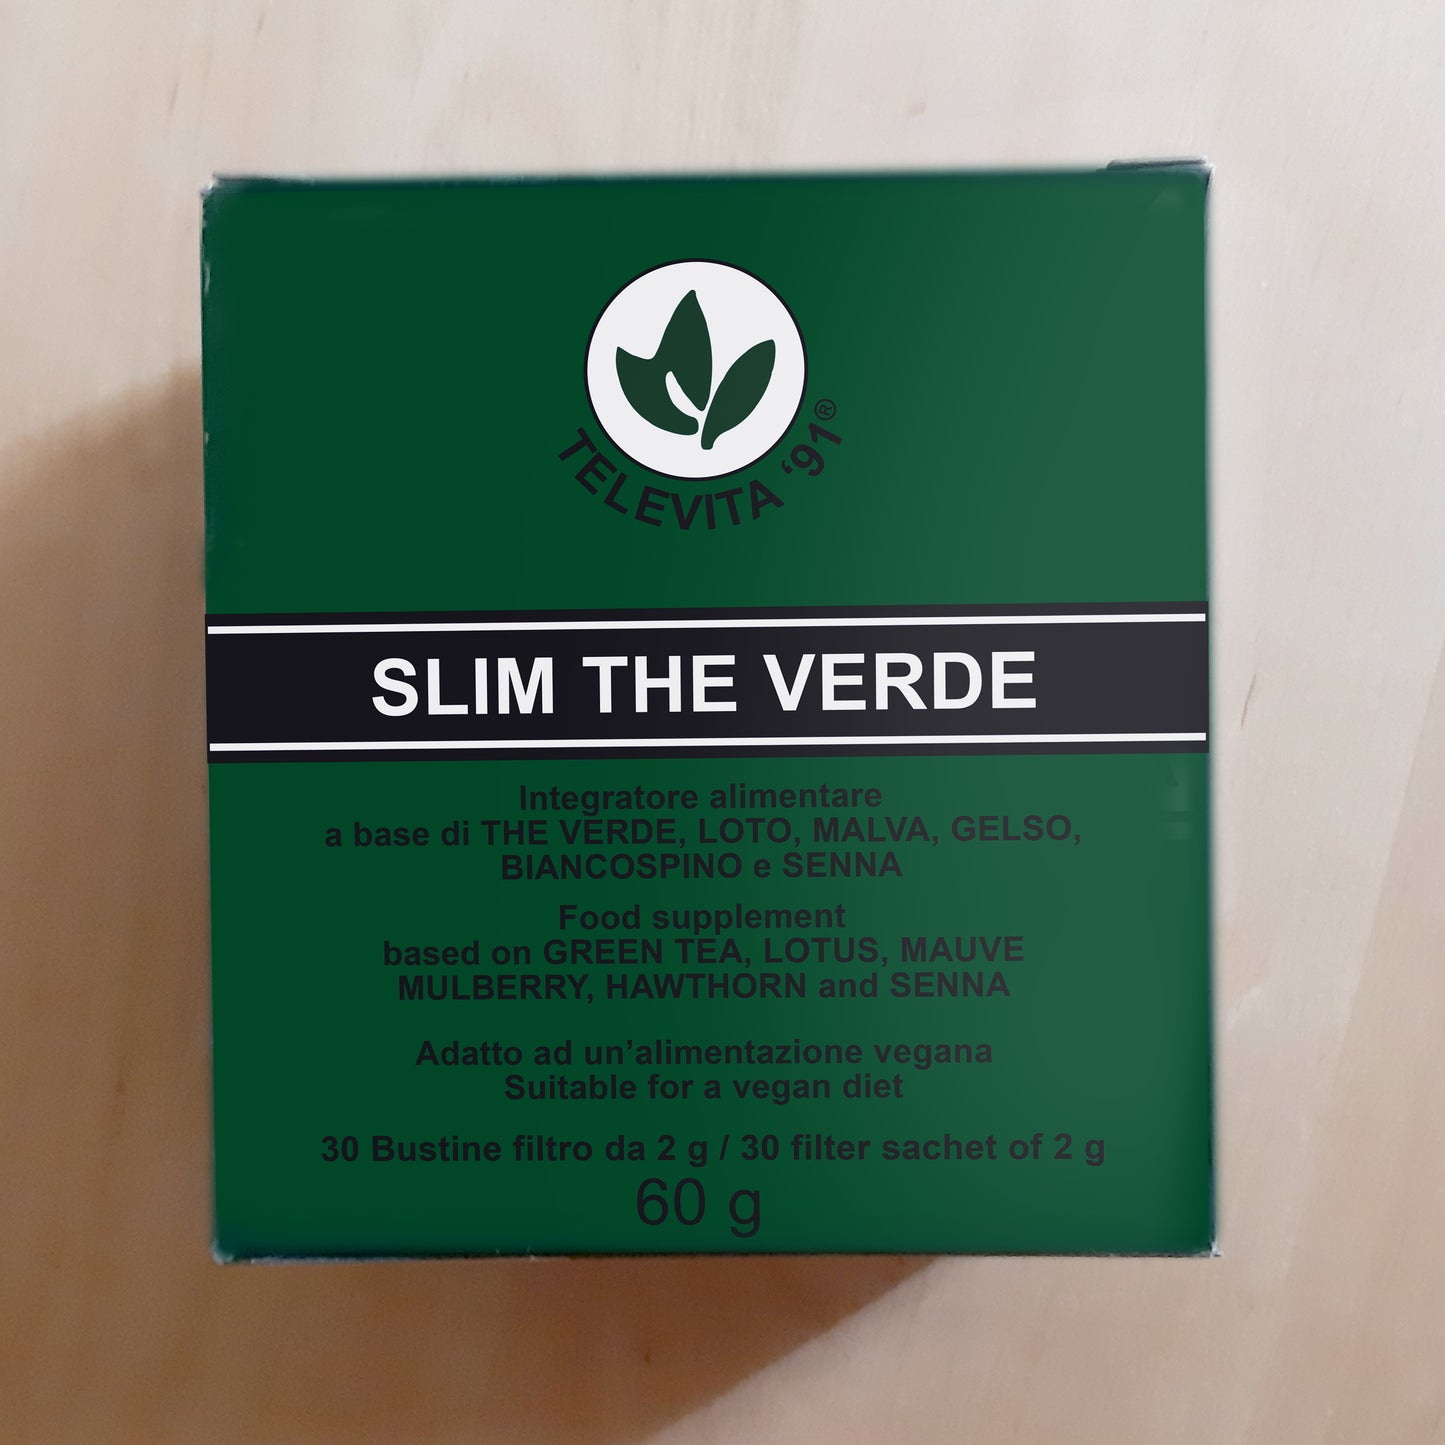 TELEVITA ‘91®
SLIM THE VERDE
Integratore alimentare
a base di THE VERDE, LOTO, MALVA, GELSO,
BIANCOSPINO e SENNA
Food supplement
based on GREEN TEA, LOTUS, MAUVE
MULBERRY, HAWTHORN and SENNA
Adatto ad un’alimentazione vegana
Suitable for a vegan diet
30 Bustine filtro da 2 g / 30 filter sachet of 2 g
60 g